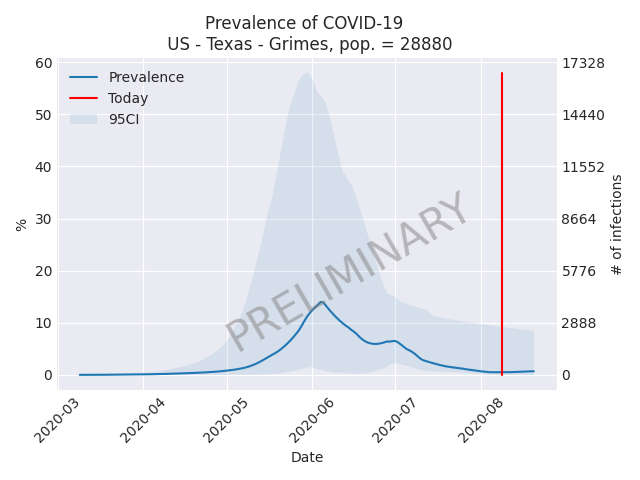 Prevalence of COVID-19
US - Texas - Grimes, pop. = 28880
60
50
40
30
20
10
0
%
17328
14440
11552
8664
5776
2888
0
# of infections
Prevalence
Today
95CI
PRELIMINARY
2020-03
2020-04
2020-05
2020-06
2020-07
2020-08
Date